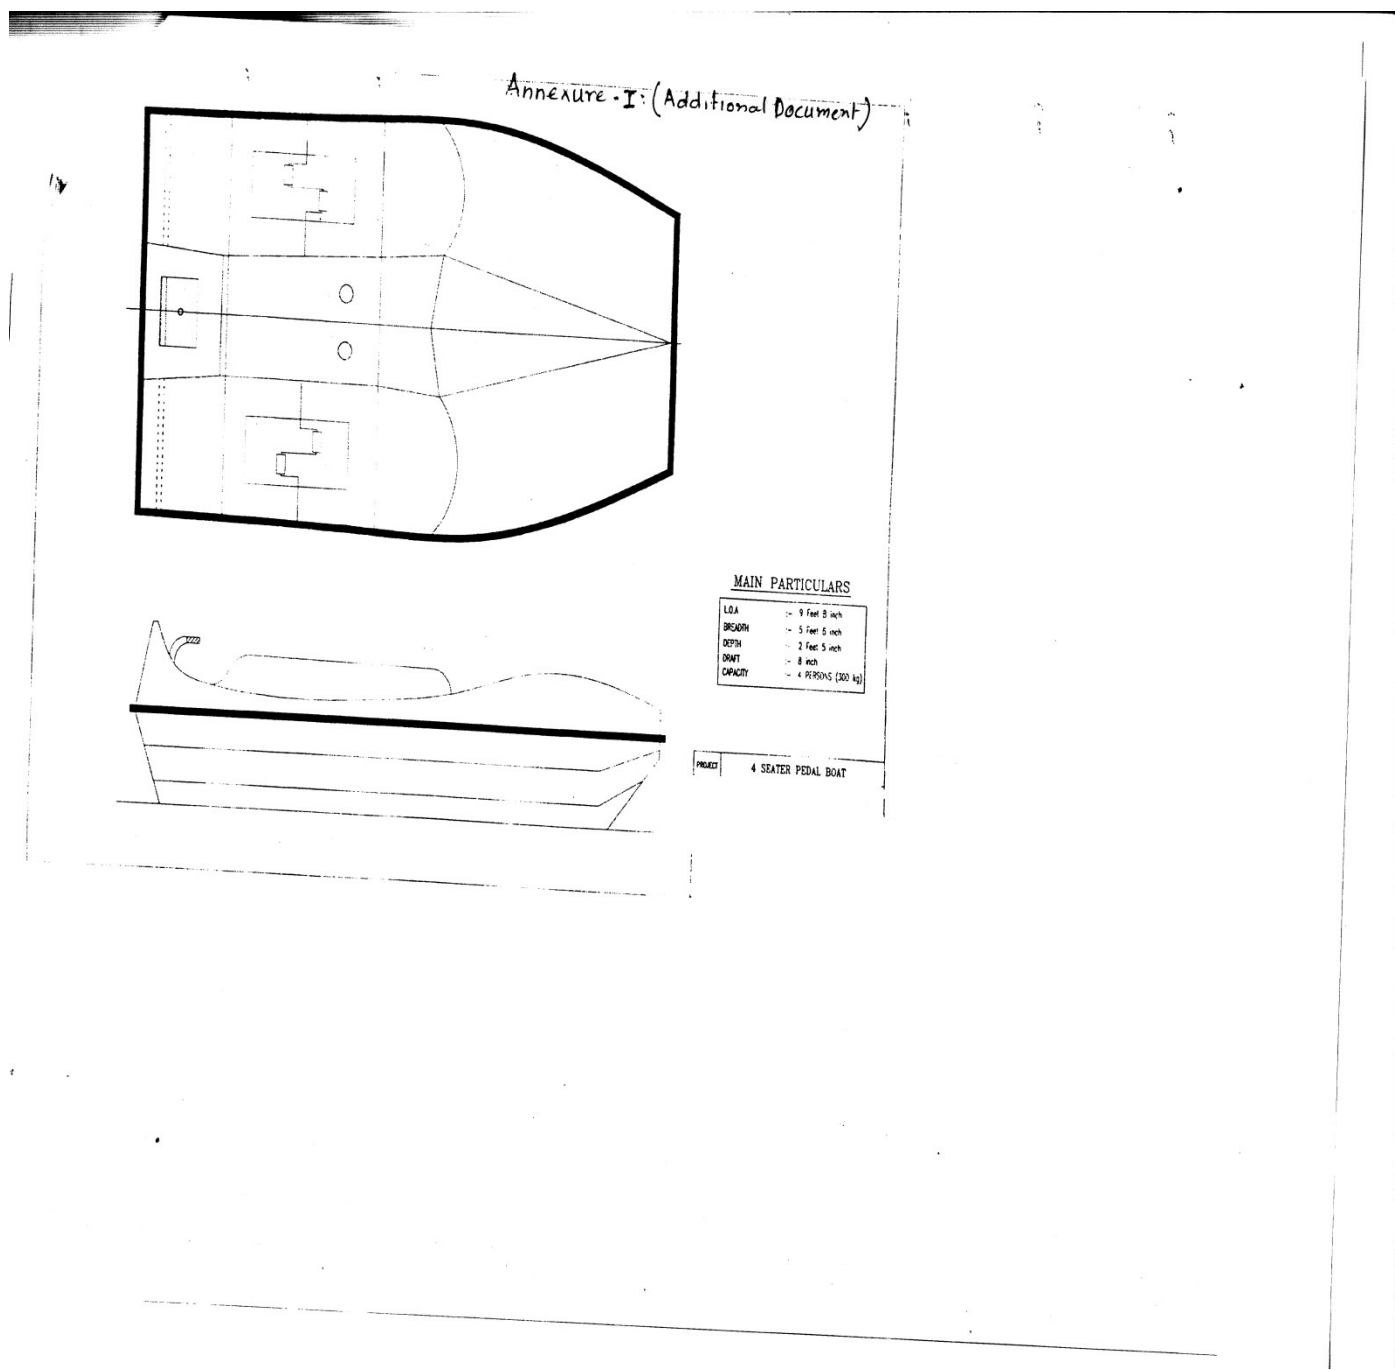 Annexure - I: (Additional Document)
MAIN PARTICULARS
L.O.A :- 9 Feet 8 inch
BREADTH :- 5 Feet 6 inch
DEPTH :- 2 Feet 5 inch
DRAFT :- 8 inch
CAPACITY :- 4 PERSONS (300 kg)
PROJECT 4 SEATER PEDAL BOAT